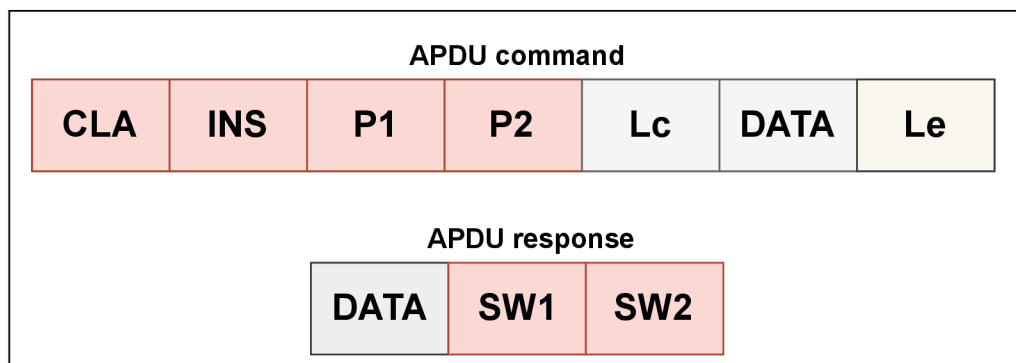 APDU command
CLA INS P1 P2 Lc DATA Le
APDU response
DATA SW1 SW2